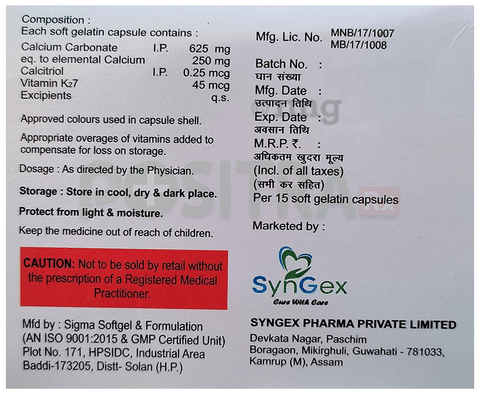 Composition :
Each soft gelatin capsule contains :
Calcium Carbonate I.P. 625 mg
eq. to elemental Calcium 250 mg
Calcitriol I.P. 0.25 mcg
Vitamin K27 45 mcg
Excipients q.s.
Approved colours used in capsule shell.
Appropriate overages of vitamins added to
compensate for loss on storage.
Dosage : As directed by the Physician.
Storage : Store in cool, dry & dark place.
Protect from light & moisture.
Keep the medicine out of reach of children.
CAUTION: Not to be sold by retail without
the prescription of a Registered Medical
Practitioner.
Mfd by : Sigma Softgel & Formulation
(AN ISO 9001:2015 & GMP Certified Unit)
Plot No. 171, HPSIDC, Industrial Area
Baddi-173205, Distt- Solan (H.P.)
Mfg. Lic. No. MNB/17/1007
MB/17/1008
Batch No. :
घान संख्या
Mfg. Date :
उत्पादन तिथि
Exp. Date :
अवसान तिथि
M.R.P. ₹. :
अधिकतम खुदरा मूल्य
(Incl. of all taxes)
(सभी कर सहित)
Per 15 soft gelatin capsules
Marketed by :
SynGex
Cure With Care
SYNGEX PHARMA PRIVATE LIMITED
Devkata Nagar, Paschim
Boragaon, Mikirghuli, Guwahati - 781033,
Kamrup (M), Assam